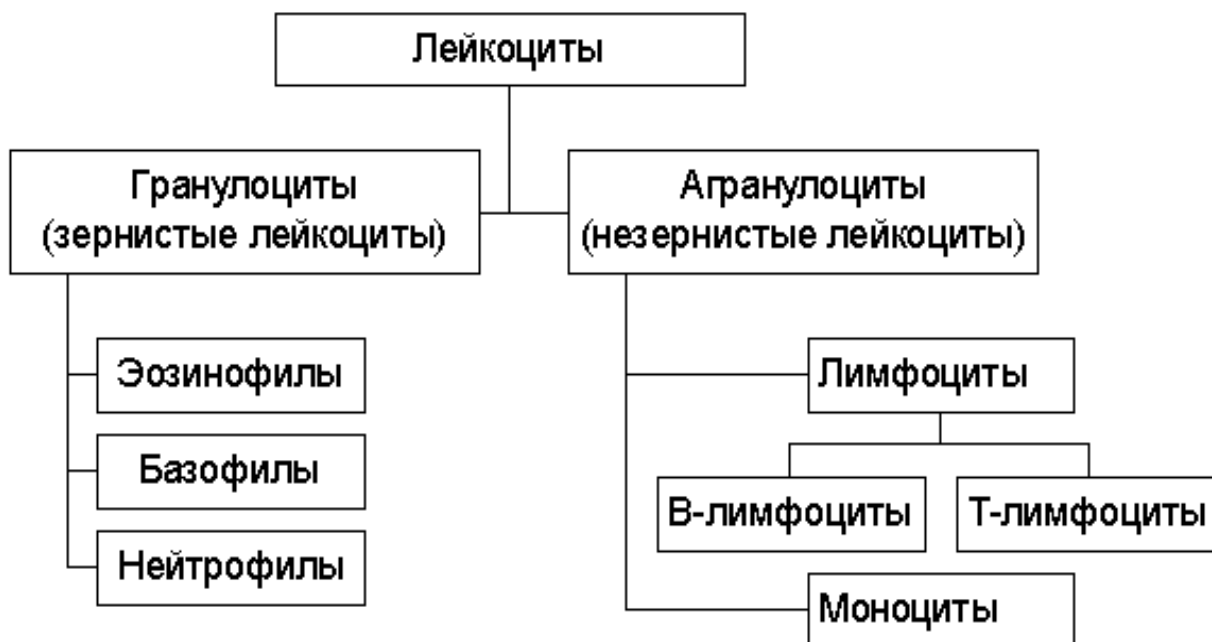 Лейкоциты
Гранулоциты
(зернистые лейкоциты)
Агранулоциты
(незернистые лейкоциты)
Эозинофилы
Базофилы
Нейтрофилы
Лимфоциты
В-лимфоциты
Т-лимфоциты
Моноциты